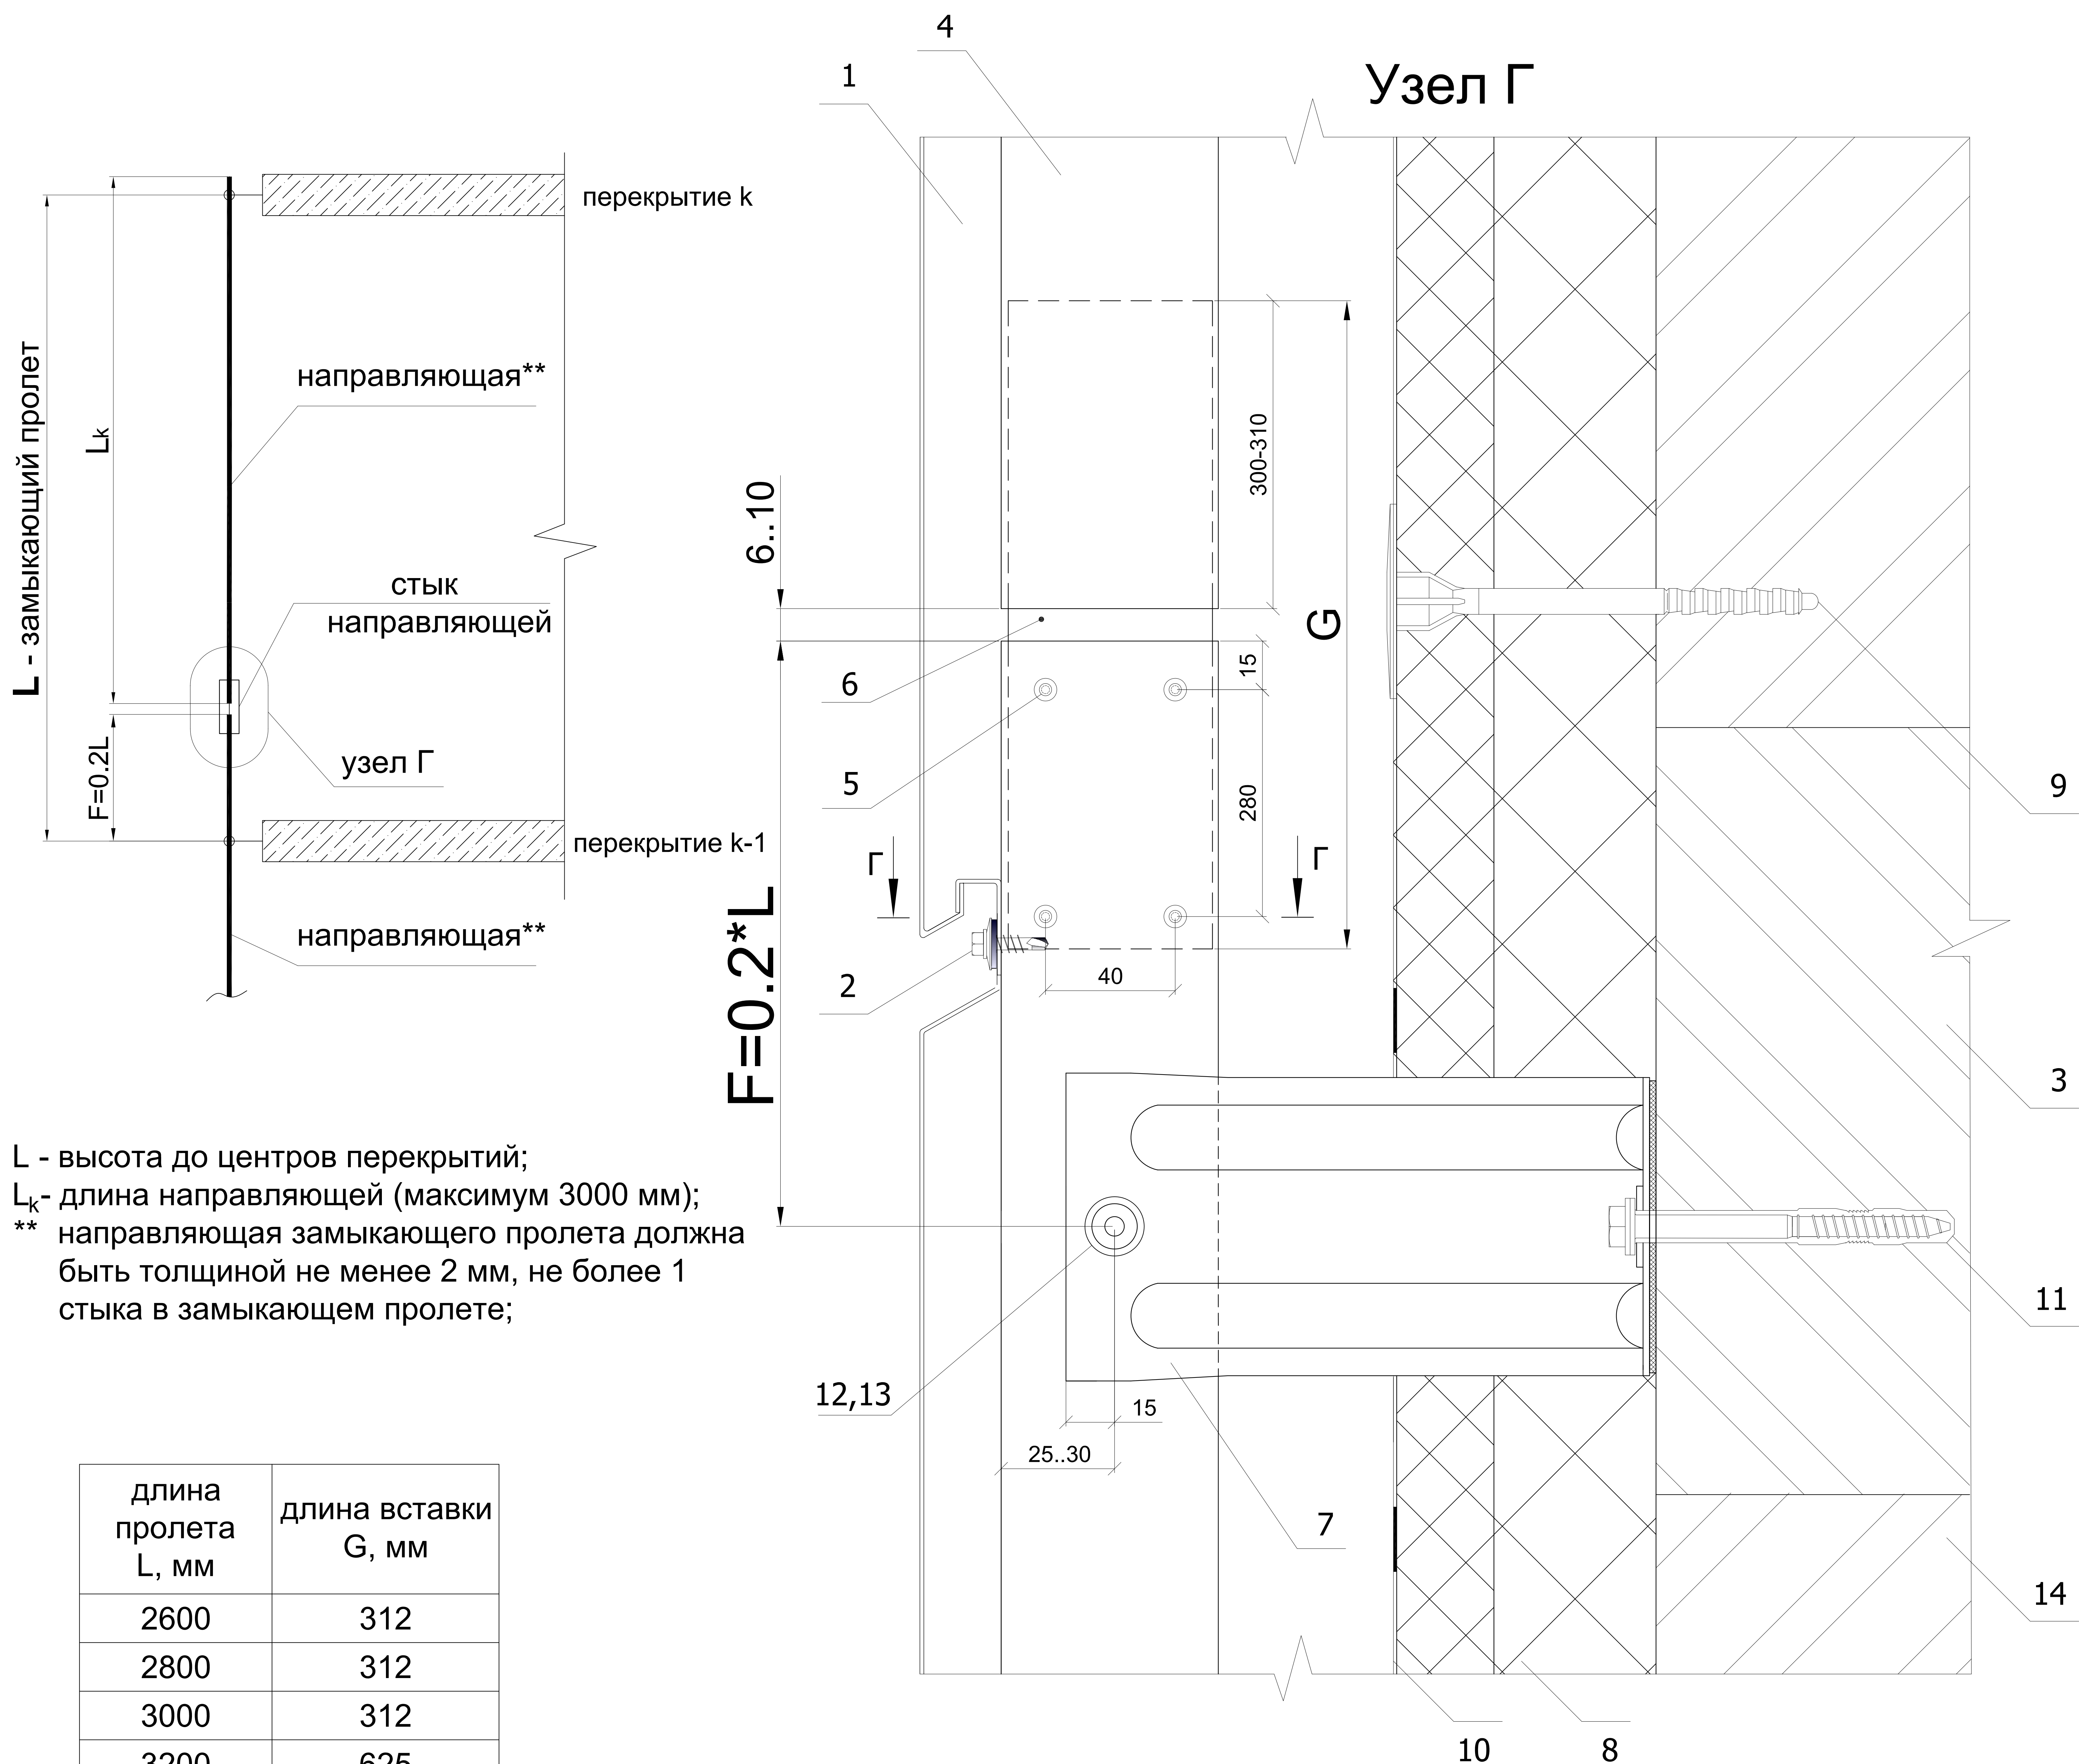 Узел Г
4
1
перекрытие k
L - замыкающий пролет
Lk
направляющая**
стык
направляющей
узел Г
F=0.2L
перекрытие k-1
направляющая**
6..10
300-310
G
6
15
5
280
Г
Г
F=0.2*L
2
40
9
3
11
12,13
15
25..30
7
14
10
8
L - высота до центров перекрытий;
Lk- длина направляющей (максимум 3000 мм);
** направляющая замыкающего пролета должна
быть толщиной не менее 2 мм, не более 1
стыка в замыкающем пролете;
длина
пролета
L, мм
длина вставки
G, мм
2600 312
2800 312
3000 312
3200 625